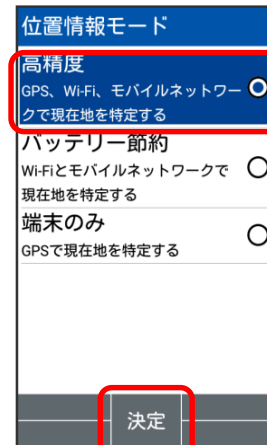 位置情報モード
高精度
GPS、Wi-Fi、モバイルネットワー
クで現在地を特定する
バッテリー節約
Wi-Fiとモバイルネットワークで
現在地を特定する
端末のみ
GPSで現在地を特定する
決定